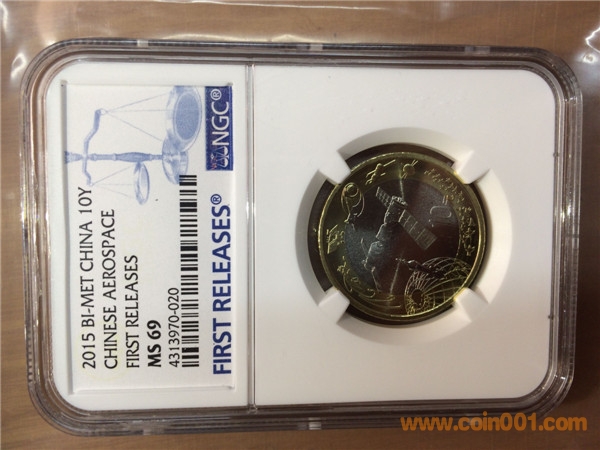 2015 BI-MET CHINA 10Y
CHINESE AEROSPACE
FIRST RELEASES
MS 69
4313970-020
NGC®
FIRST RELEASES®
www.coin001.com